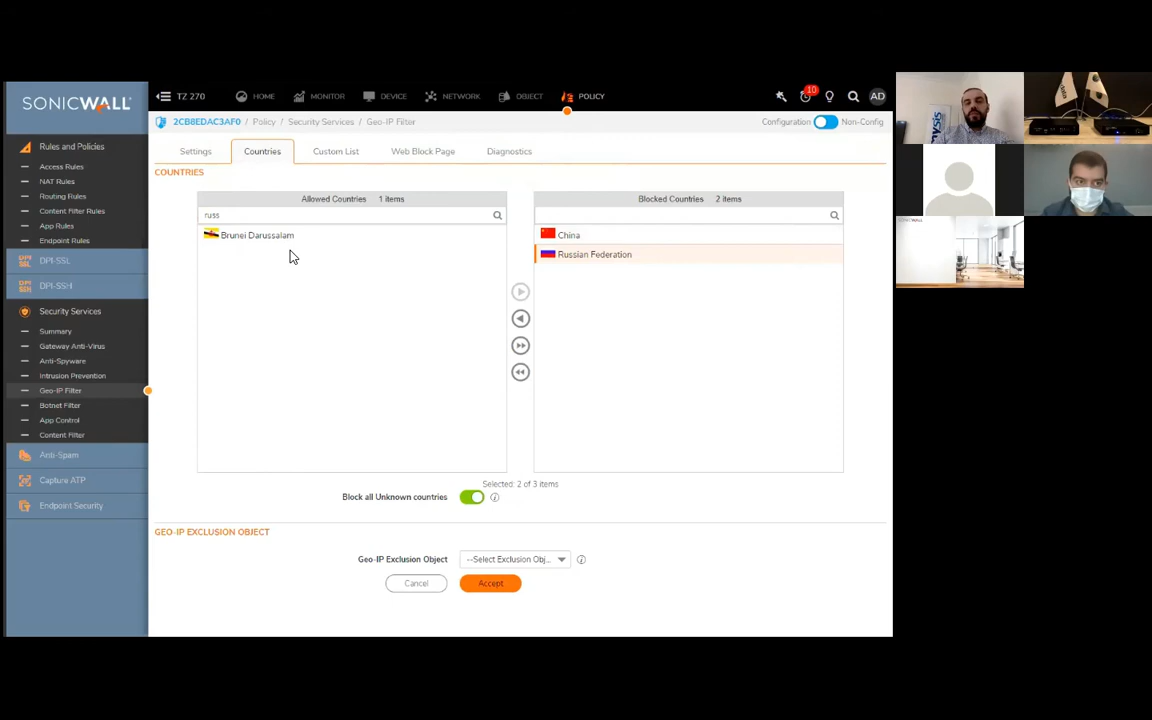 SONICWALL
TZ 270
HOME
MONITOR
DEVICE
NETWORK
OBJECT
POLICY
10
AD
2CB8EDAC3AF0 / Policy / Security Services / Geo-IP Filter
Configuration
Non-Config
Rules and Policies
Access Rules
NAT Rules
Routing Rules
Content Filter Rules
App Rules
Endpoint Rules
DPI-SSL
DPI-SSH
Security Services
Summary
Gateway Anti-Virus
Anti-Spyware
Intrusion Prevention
Geo-IP Filter
Botnet Filter
App Control
Content Filter
Anti-Spam
Capture ATP
Endpoint Security
Settings
Countries
Custom List
Web Block Page
Diagnostics
COUNTRIES
Allowed Countries 1 items
russ
Brunei Darussalam
Blocked Countries 2 items
China
Russian Federation
Selected: 2 of 3 items
Block all Unknown countries
GEO-IP EXCLUSION OBJECT
Geo-IP Exclusion Object
--Select Exclusion Obj...
Cancel
Accept